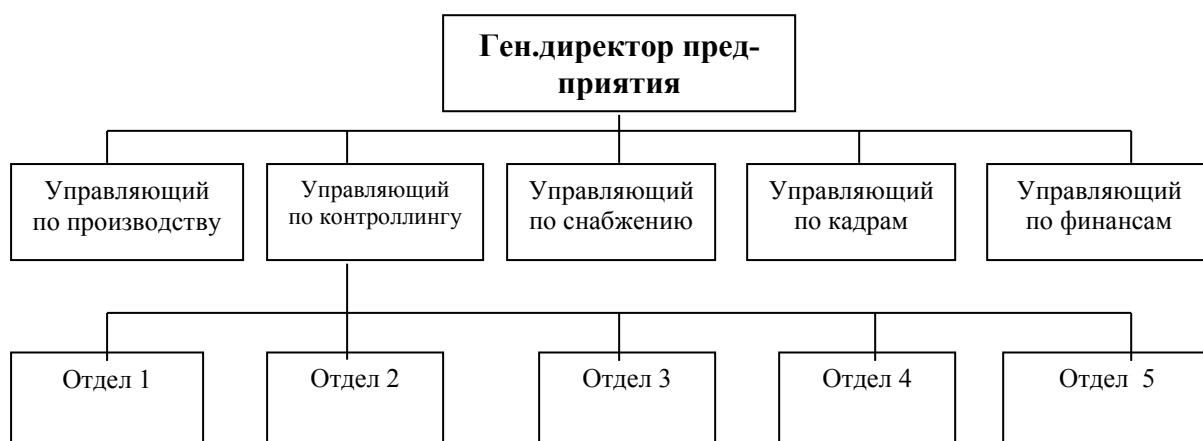 Ген.директор пред-
приятия
Управляющий
по производству
Управляющий
по контроллингу
Управляющий
по снабжению
Управляющий
по кадрам
Управляющий
по финансам
Отдел 1
Отдел 2
Отдел 3
Отдел 4
Отдел 5